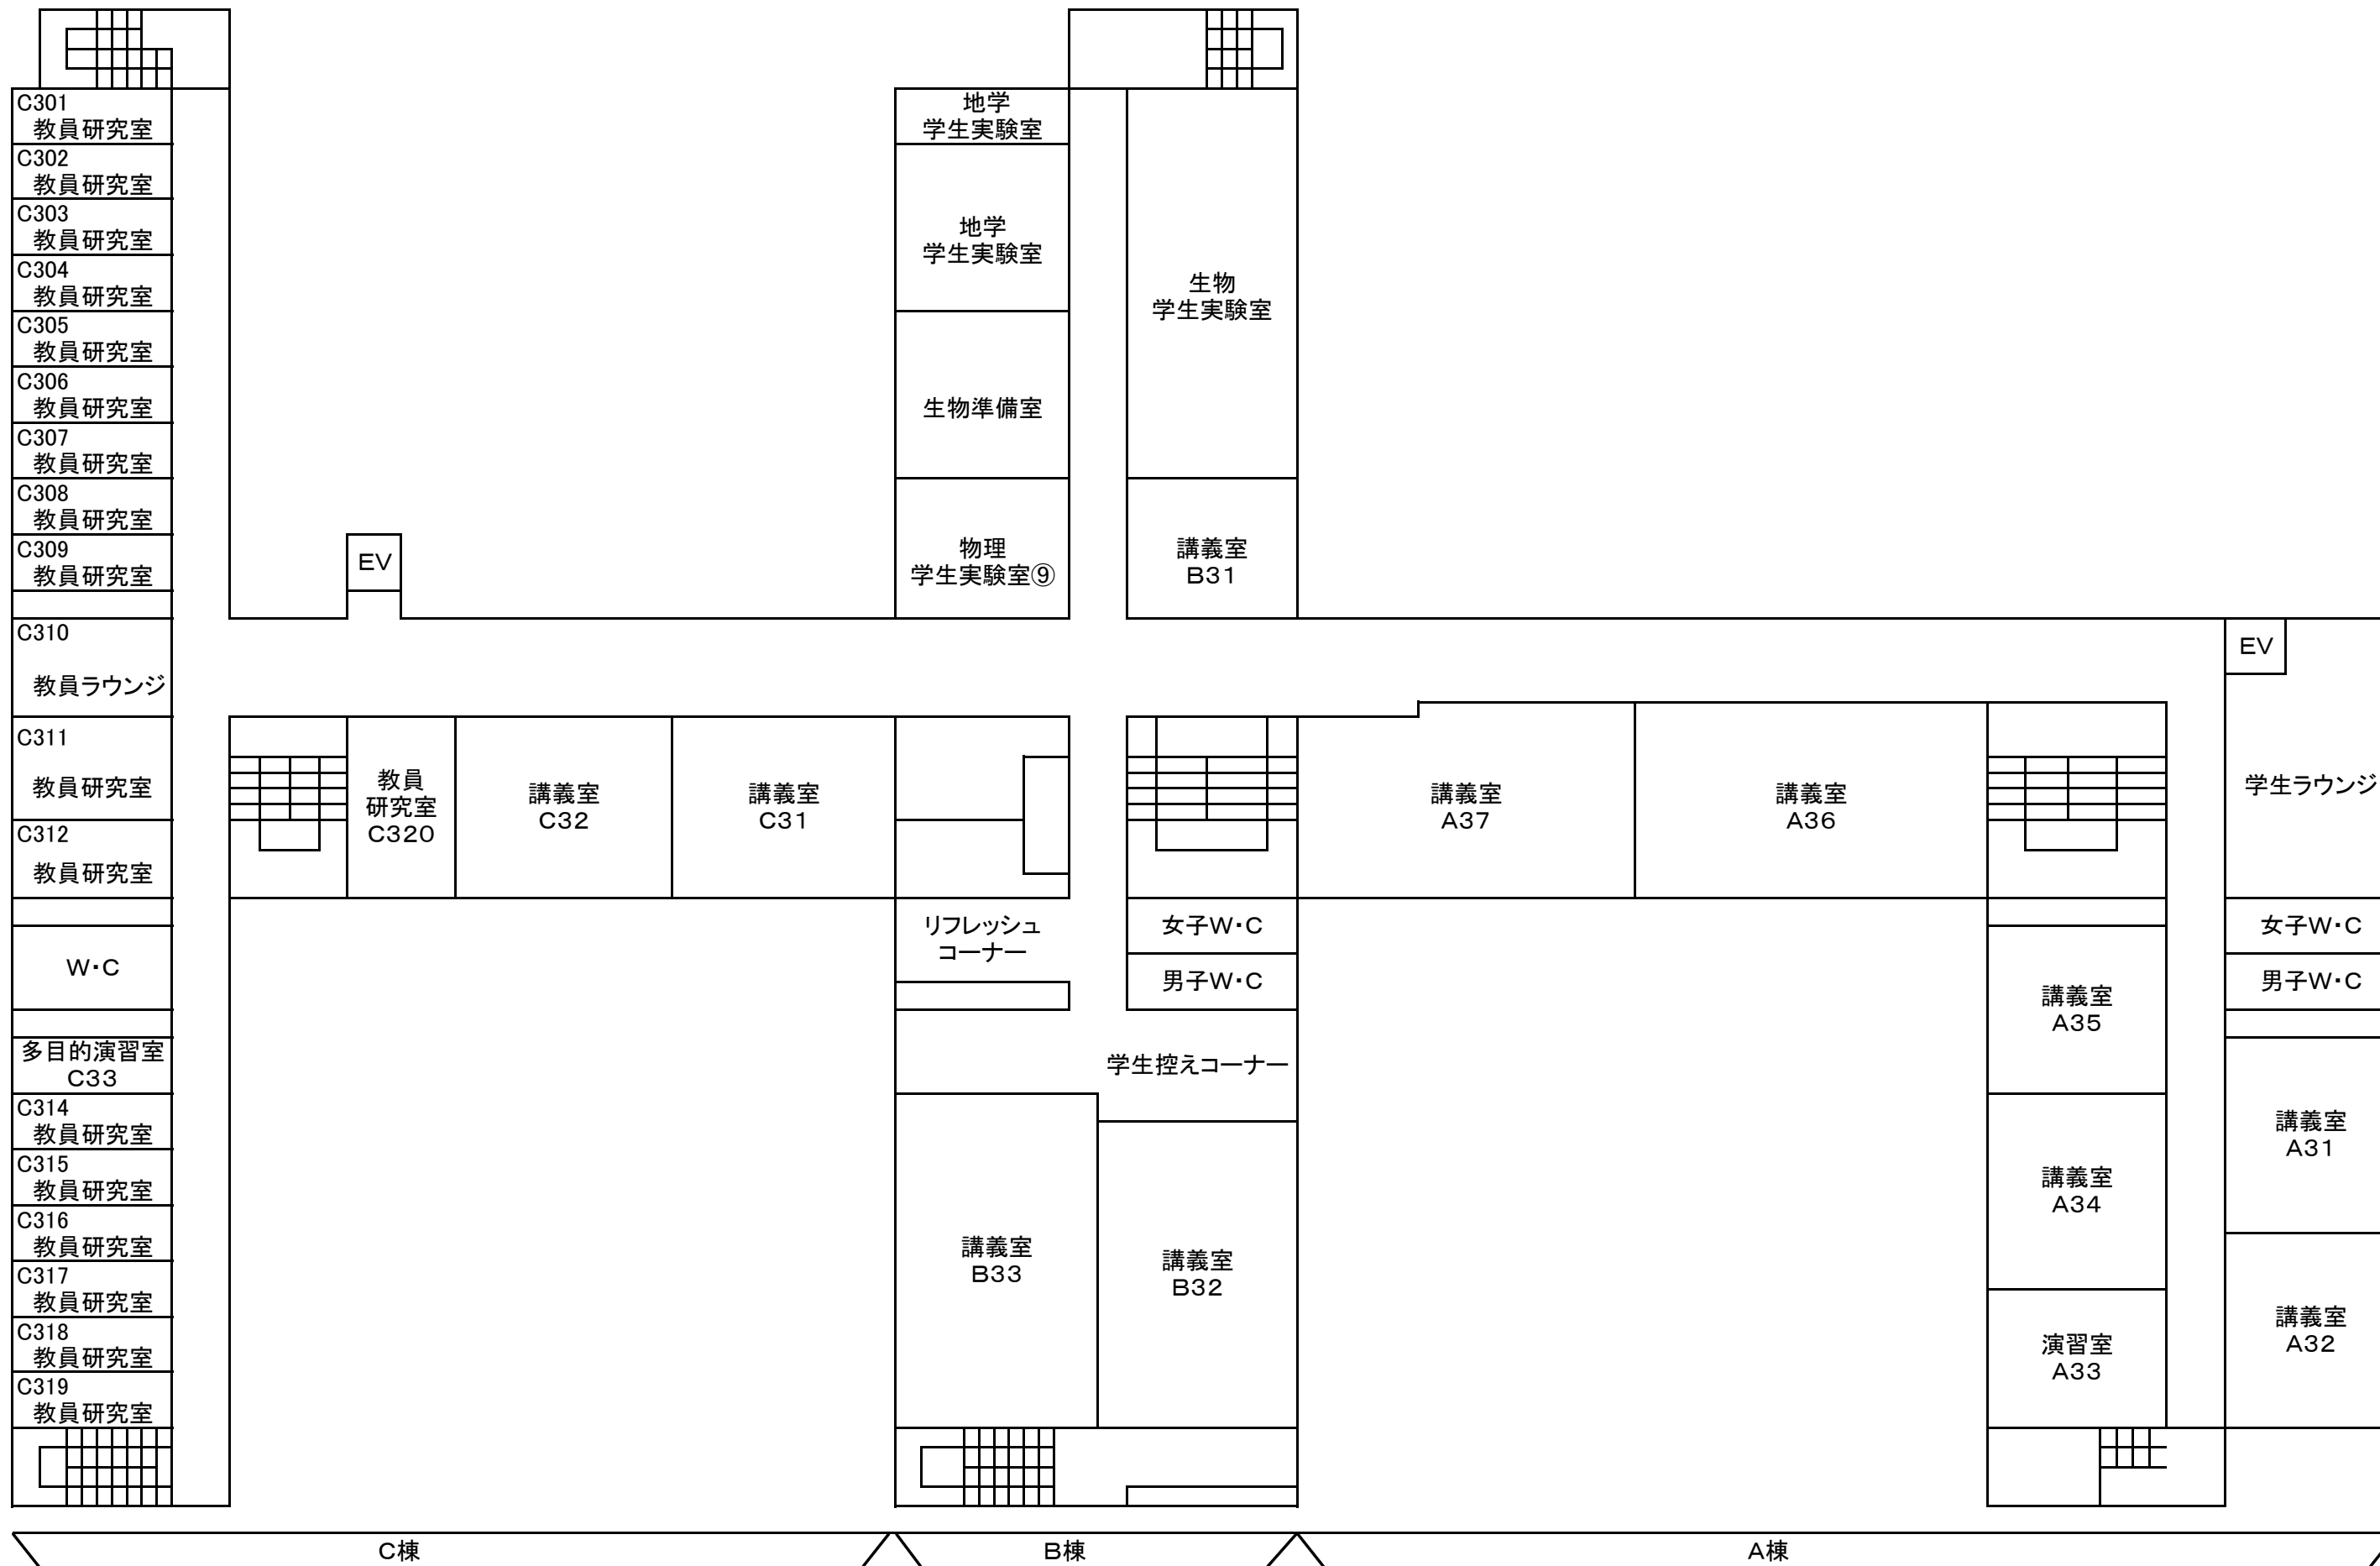 C301
教員研究室
C302
教員研究室
C303
教員研究室
C304
教員研究室
C305
教員研究室
C306
教員研究室
C307
教員研究室
C308
教員研究室
C309
教員研究室
C310
教員ラウンジ
C311
教員研究室
C312
教員研究室
W・C
多目的演習室
C33
C314
教員研究室
C315
教員研究室
C316
教員研究室
C317
教員研究室
C318
教員研究室
C319
教員研究室
EV
教員
研究室
C320
講義室
C32
講義室
C31
地学
学生実験室
地学
学生実験室
生物準備室
物理
学生実験室⑨
生物
学生実験室
講義室
B31
リフレッシュ
コーナー
女子W・C
男子W・C
学生控えコーナー
講義室
B33
講義室
B32
講義室
A37
講義室
A36
講義室
A35
講義室
A34
演習室
A33
EV
学生ラウンジ
女子W・C
男子W・C
講義室
A31
講義室
A32
C棟
B棟
A棟